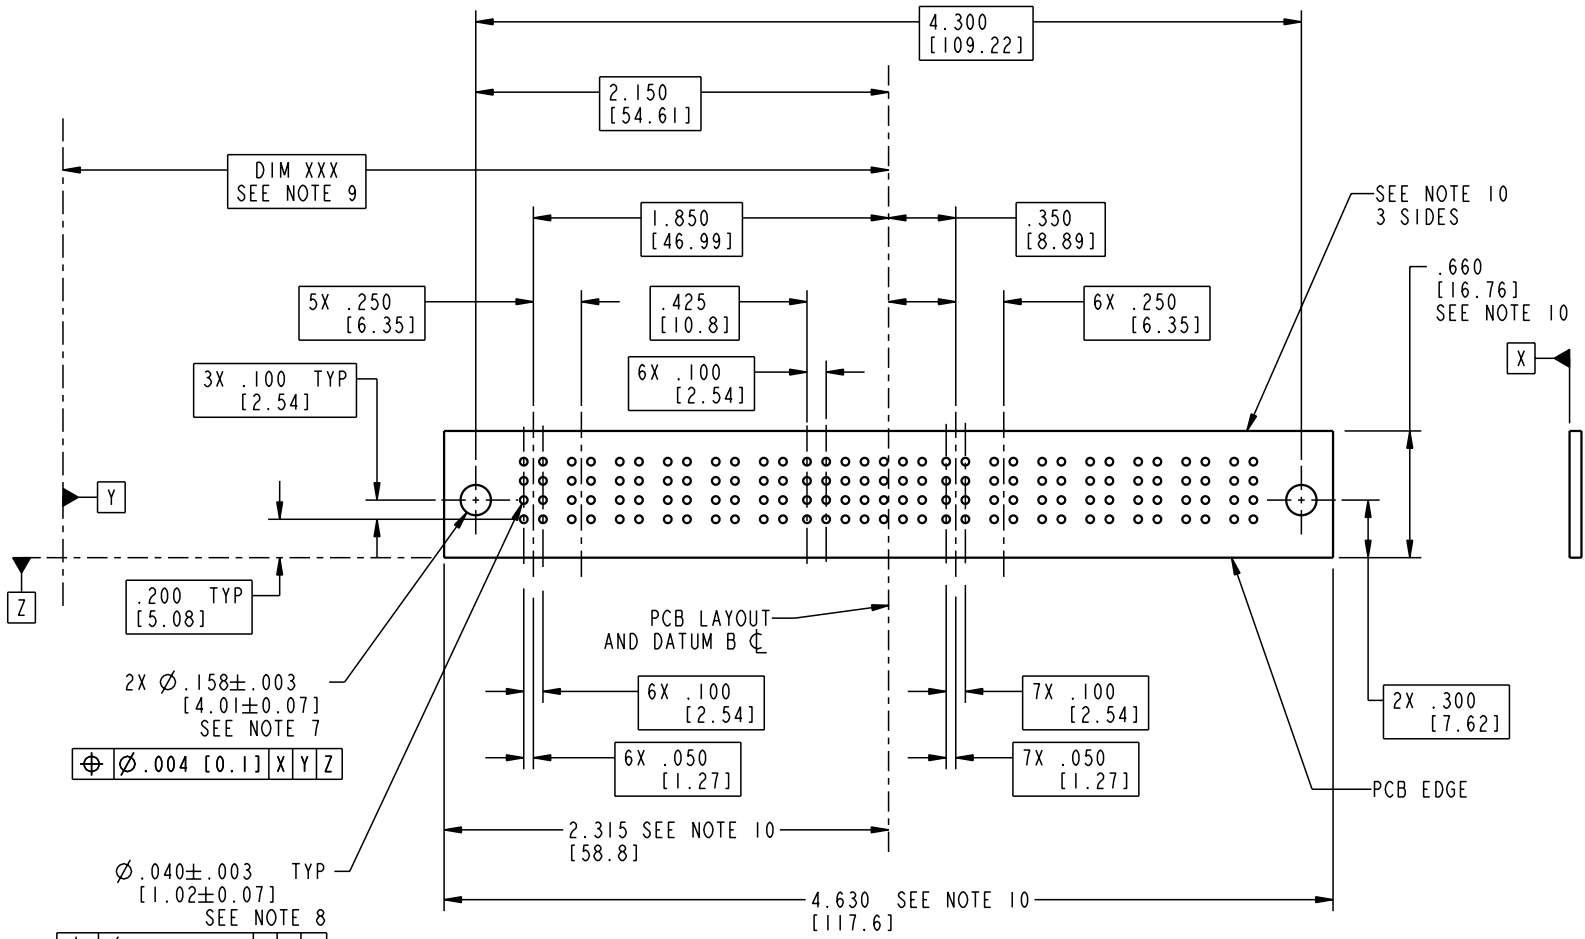 4.300
[109.22]
2.150
[54.61]
DIM XXX
SEE NOTE 9
1.850
[46.99]
.350
[8.89]
SEE NOTE 10
3 SIDES
5X .250
[6.35]
.425
[10.8]
6X .250
[6.35]
.660
[16.76]
SEE NOTE 10
X
3X .100 TYP
[2.54]
6X .100
[2.54]
Y
Z
.200 TYP
[5.08]
PCB LAYOUT
AND DATUM B ℄
2X Ø.158±.003
[4.01±0.07]
SEE NOTE 7
⌖ Ø.004 [0.1] X Y Z
6X .100
[2.54]
7X .100
[2.54]
2X .300
[7.62]
6X .050
[1.27]
7X .050
[1.27]
PCB EDGE
2.315 SEE NOTE 10
[58.8]
Ø.040±.003 TYP
[1.02±0.07]
SEE NOTE 8
4.630 SEE NOTE 10
[117.6]